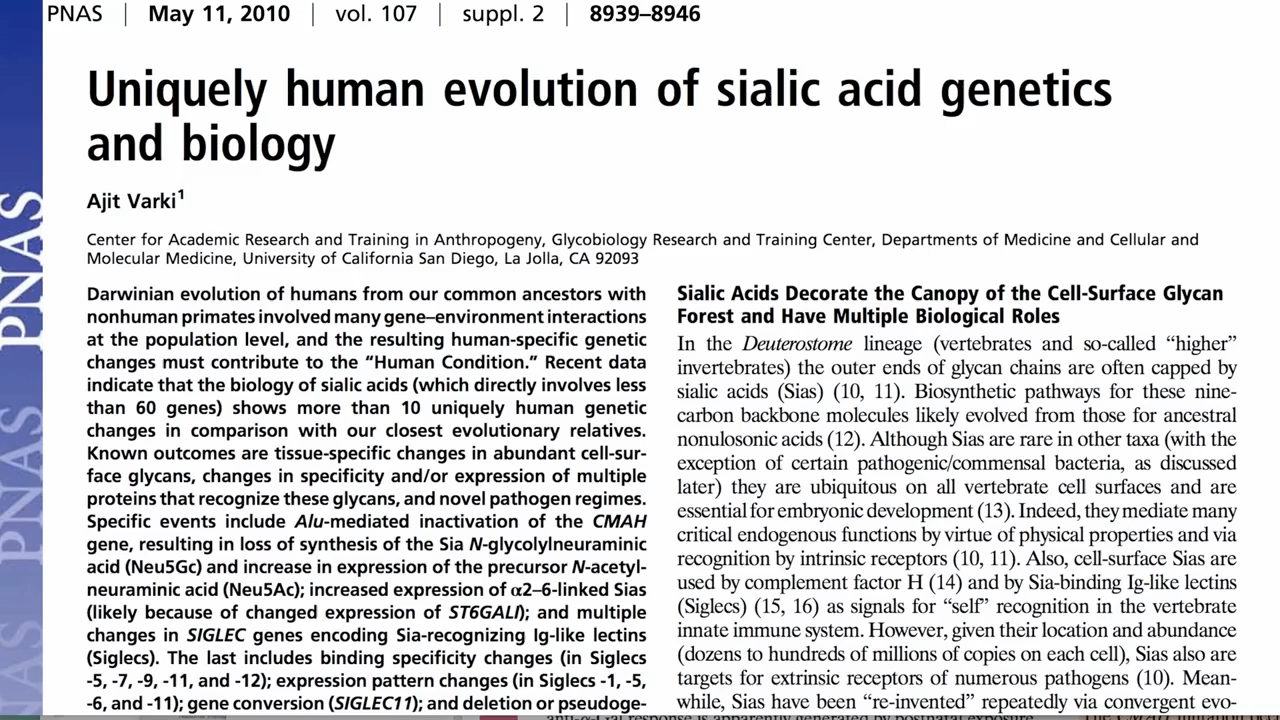 PNAS | May 11, 2010 | vol. 107 | suppl. 2 | 8939–8946
Uniquely human evolution of sialic acid genetics
and biology
Ajit Varki1
Center for Academic Research and Training in Anthropogeny, Glycobiology Research and Training Center, Departments of Medicine and Cellular and
Molecular Medicine, University of California San Diego, La Jolla, CA 92093
Darwinian evolution of humans from our common ancestors with
nonhuman primates involved many gene–environment interactions
at the population level, and the resulting human-specific genetic
changes must contribute to the “Human Condition.” Recent data
indicate that the biology of sialic acids (which directly involves less
than 60 genes) shows more than 10 uniquely human genetic
changes in comparison with our closest evolutionary relatives.
Known outcomes are tissue-specific changes in abundant cell-sur-
face glycans, changes in specificity and/or expression of multiple
proteins that recognize these glycans, and novel pathogen regimes.
Specific events include Alu-mediated inactivation of the CMAH
gene, resulting in loss of synthesis of the Sia N-glycolylneuraminic
acid (Neu5Gc) and increase in expression of the precursor N-acetyl-
neuraminic acid (Neu5Ac); increased expression of α2–6-linked Sias
(likely because of changed expression of ST6GALI); and multiple
changes in SIGLEC genes encoding Sia-recognizing Ig-like lectins
(Siglecs). The last includes binding specificity changes (in Siglecs
-5, -7, -9, -11, and -12); expression pattern changes (in Siglecs -1, -5,
-6, and -11); gene conversion (SIGLEC11); and deletion or pseudoge-
Sialic Acids Decorate the Canopy of the Cell-Surface Glycan
Forest and Have Multiple Biological Roles
In the Deuterostome lineage (vertebrates and so-called “higher”
invertebrates) the outer ends of glycan chains are often capped by
sialic acids (Sias) (10, 11). Biosynthetic pathways for these nine-
carbon backbone molecules likely evolved from those for ancestral
nonulosonic acids (12). Although Sias are rare in other taxa (with the
exception of certain pathogenic/commensal bacteria, as discussed
later) they are ubiquitous on all vertebrate cell surfaces and are
essential for embryonic development (13). Indeed, they mediate many
critical endogenous functions by virtue of physical properties and via
recognition by intrinsic receptors (10, 11). Also, cell-surface Sias are
used by complement factor H (14) and by Sia-binding Ig-like lectins
(Siglecs) (15, 16) as signals for “self” recognition in the vertebrate
innate immune system. However, given their location and abundance
(dozens to hundreds of millions of copies on each cell), Sias also are
targets for extrinsic receptors of numerous pathogens (10). Mean-
while, Sias have been “re-invented” repeatedly via convergent evo-
PNAS
PNAS
PNAS